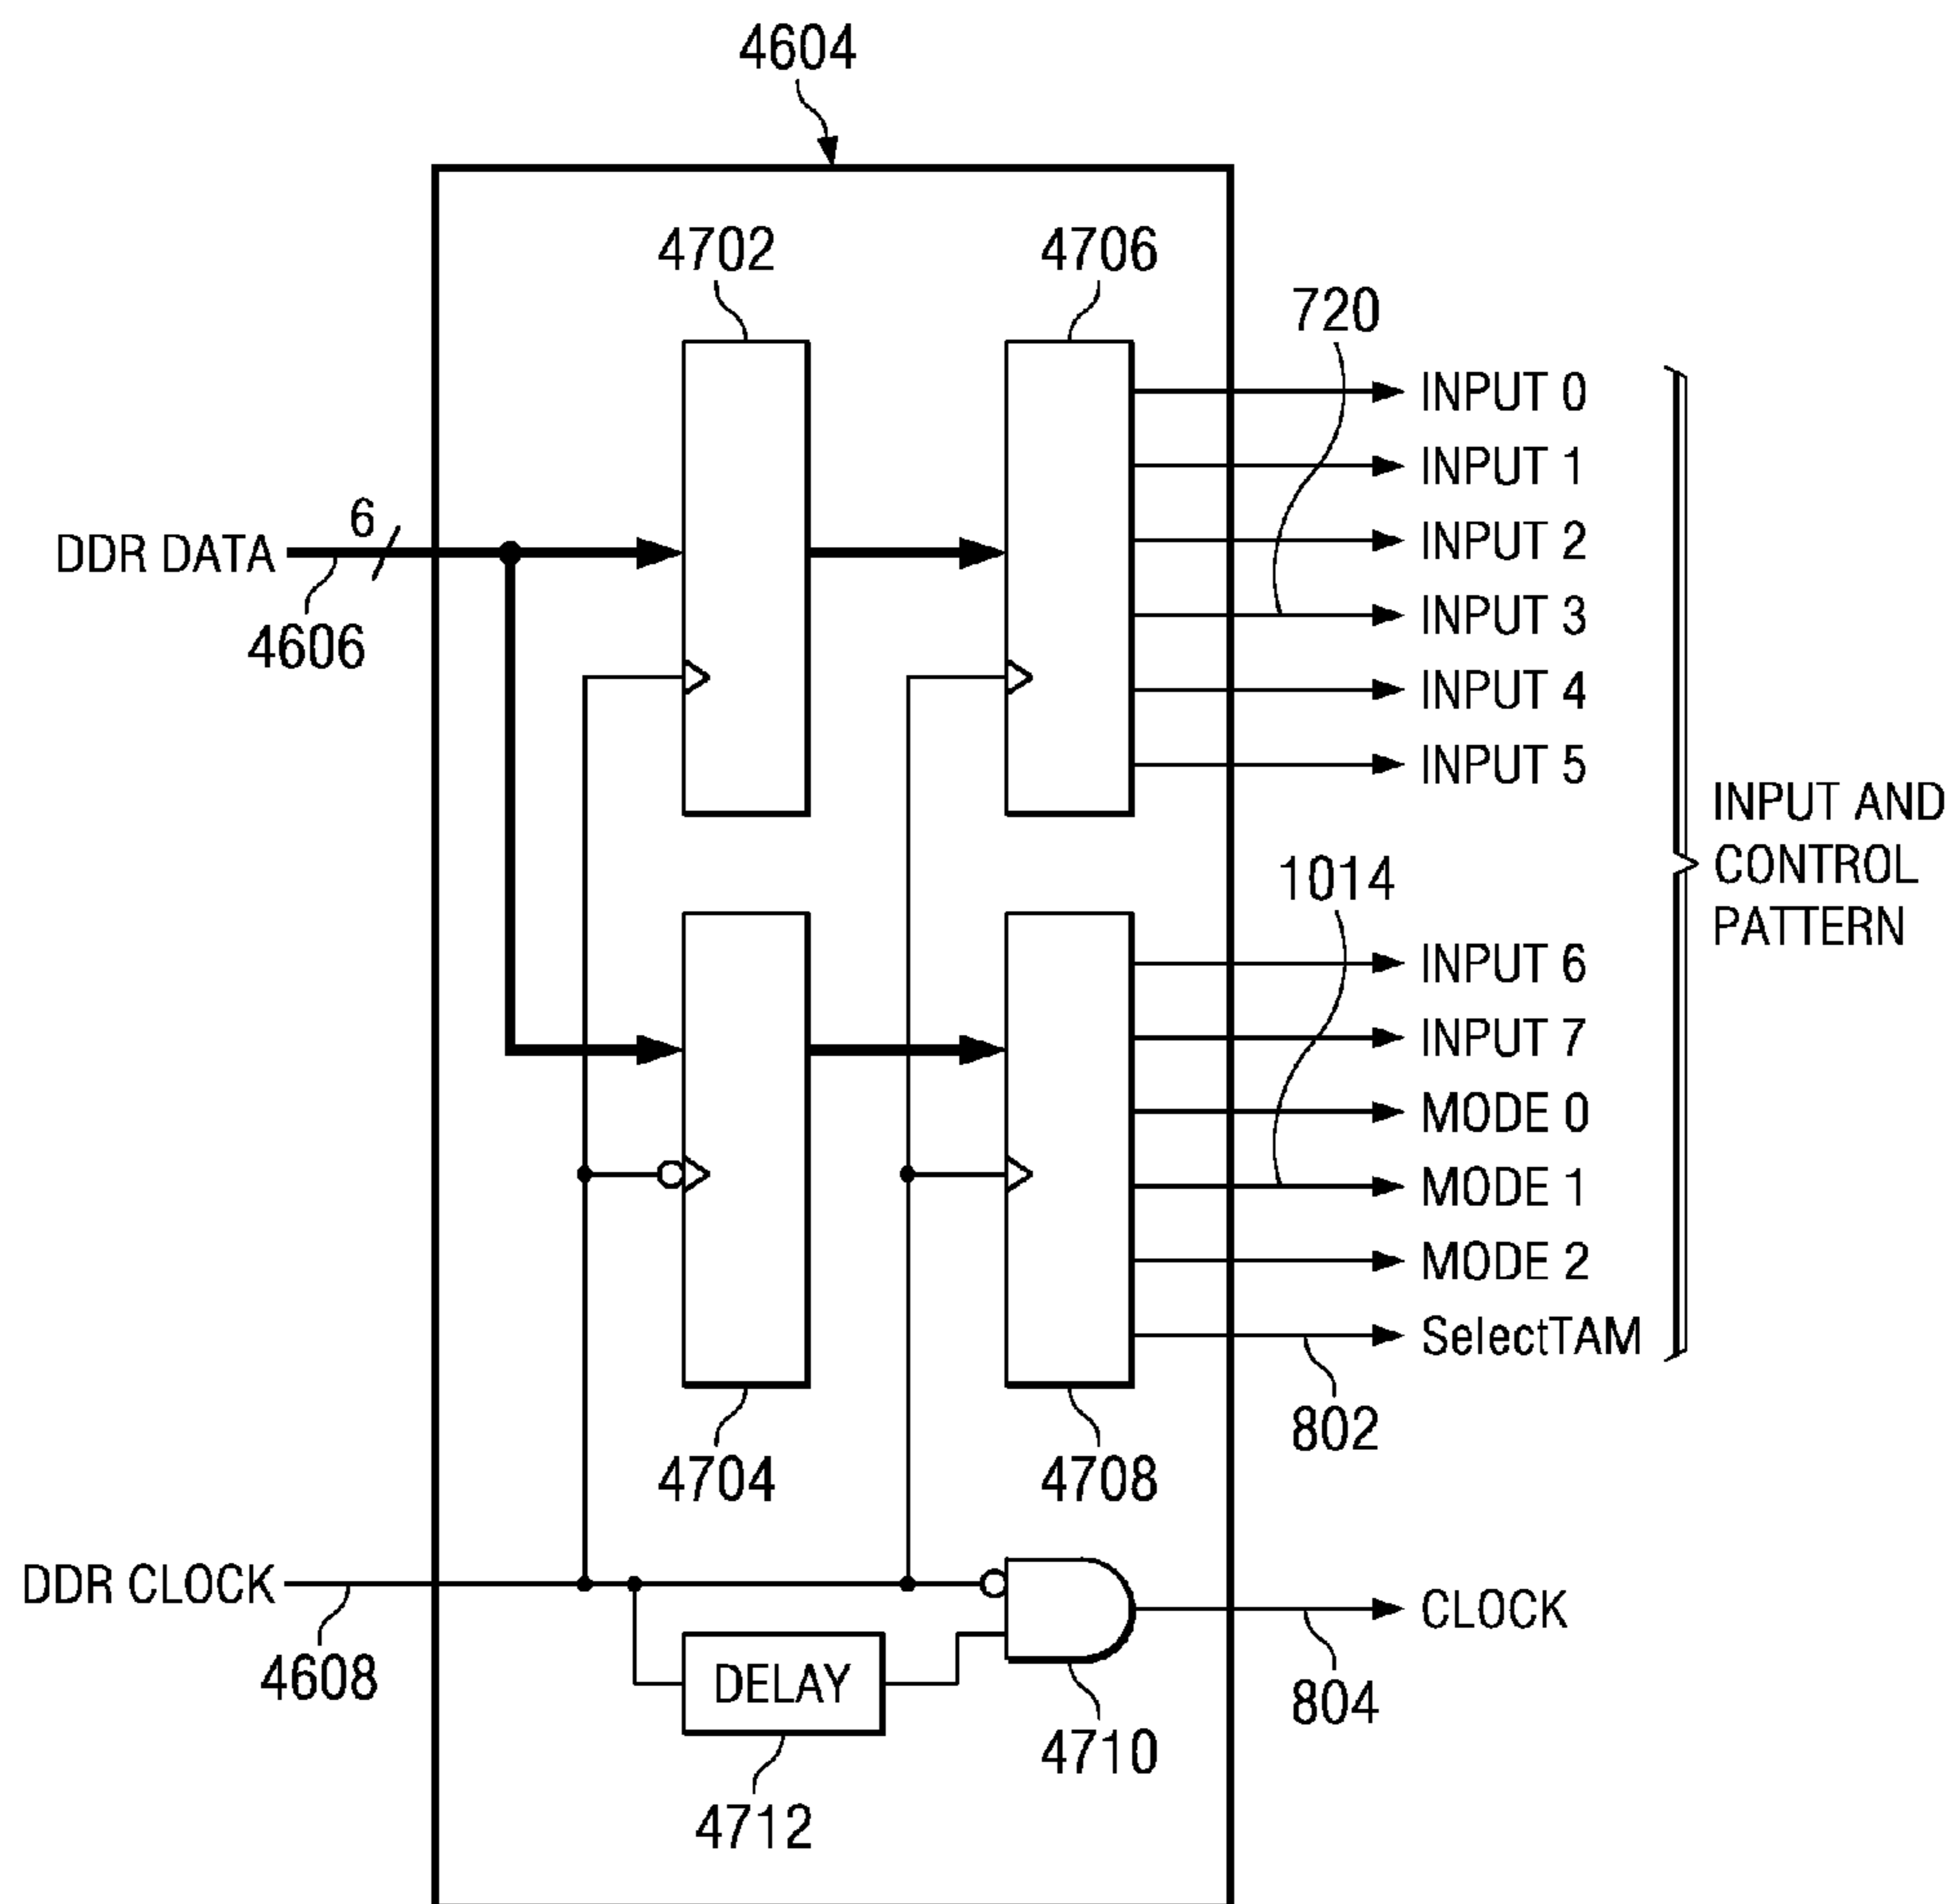 4604
4702
4706
720
INPUT 0
INPUT 1
INPUT 2
INPUT 3
INPUT 4
INPUT 5
6
DDR DATA
4606
INPUT AND
CONTROL
PATTERN
1014
INPUT 6
INPUT 7
MODE 0
MODE 1
MODE 2
SelectTAM
802
4704
4708
DDR CLOCK
4608
DELAY
CLOCK
804
4710
4712